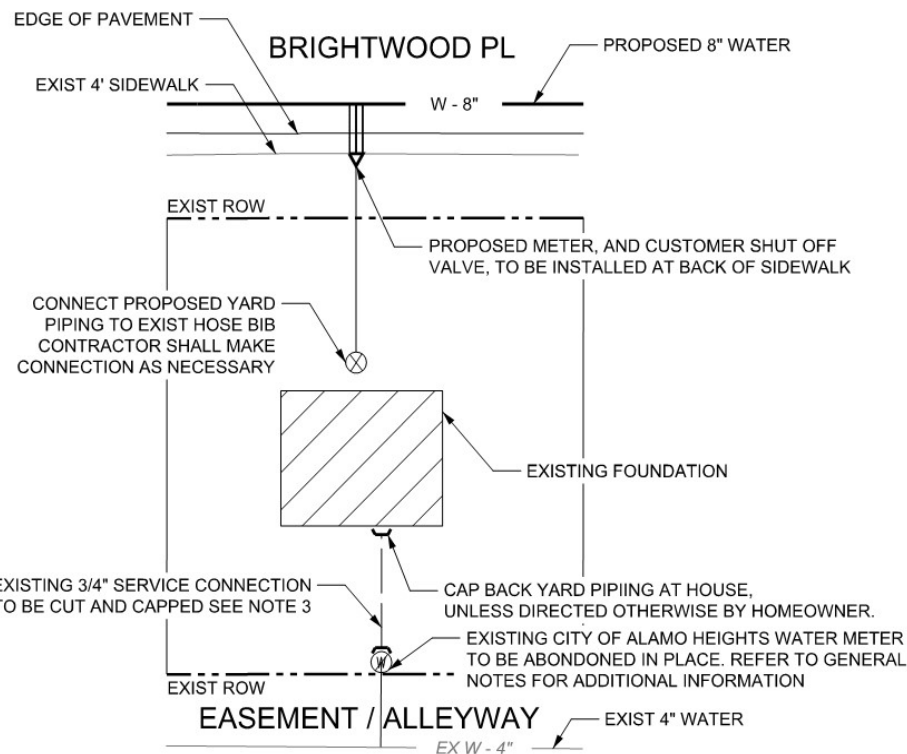 EDGE OF PAVEMENT
BRIGHTWOOD PL
PROPOSED 8" WATER
EXIST 4' SIDEWALK
W - 8"
EXIST ROW
PROPOSED METER, AND CUSTOMER SHUT OFF
VALVE, TO BE INSTALLED AT BACK OF SIDEWALK
CONNECT PROPOSED YARD
PIPING TO EXIST HOSE BIB
CONTRACTOR SHALL MAKE
CONNECTION AS NECESSARY
EXISTING FOUNDATION
EXISTING 3/4" SERVICE CONNECTION
TO BE CUT AND CAPPED SEE NOTE 3
CAP BACK YARD PIPIING AT HOUSE,
UNLESS DIRECTED OTHERWISE BY HOMEOWNER.
W
EXISTING CITY OF ALAMO HEIGHTS WATER METER
TO BE ABONDONED IN PLACE. REFER TO GENERAL
NOTES FOR ADDITIONAL INFORMATION
EXIST ROW
EASEMENT / ALLEYWAY
EXIST 4" WATER
EX W - 4"